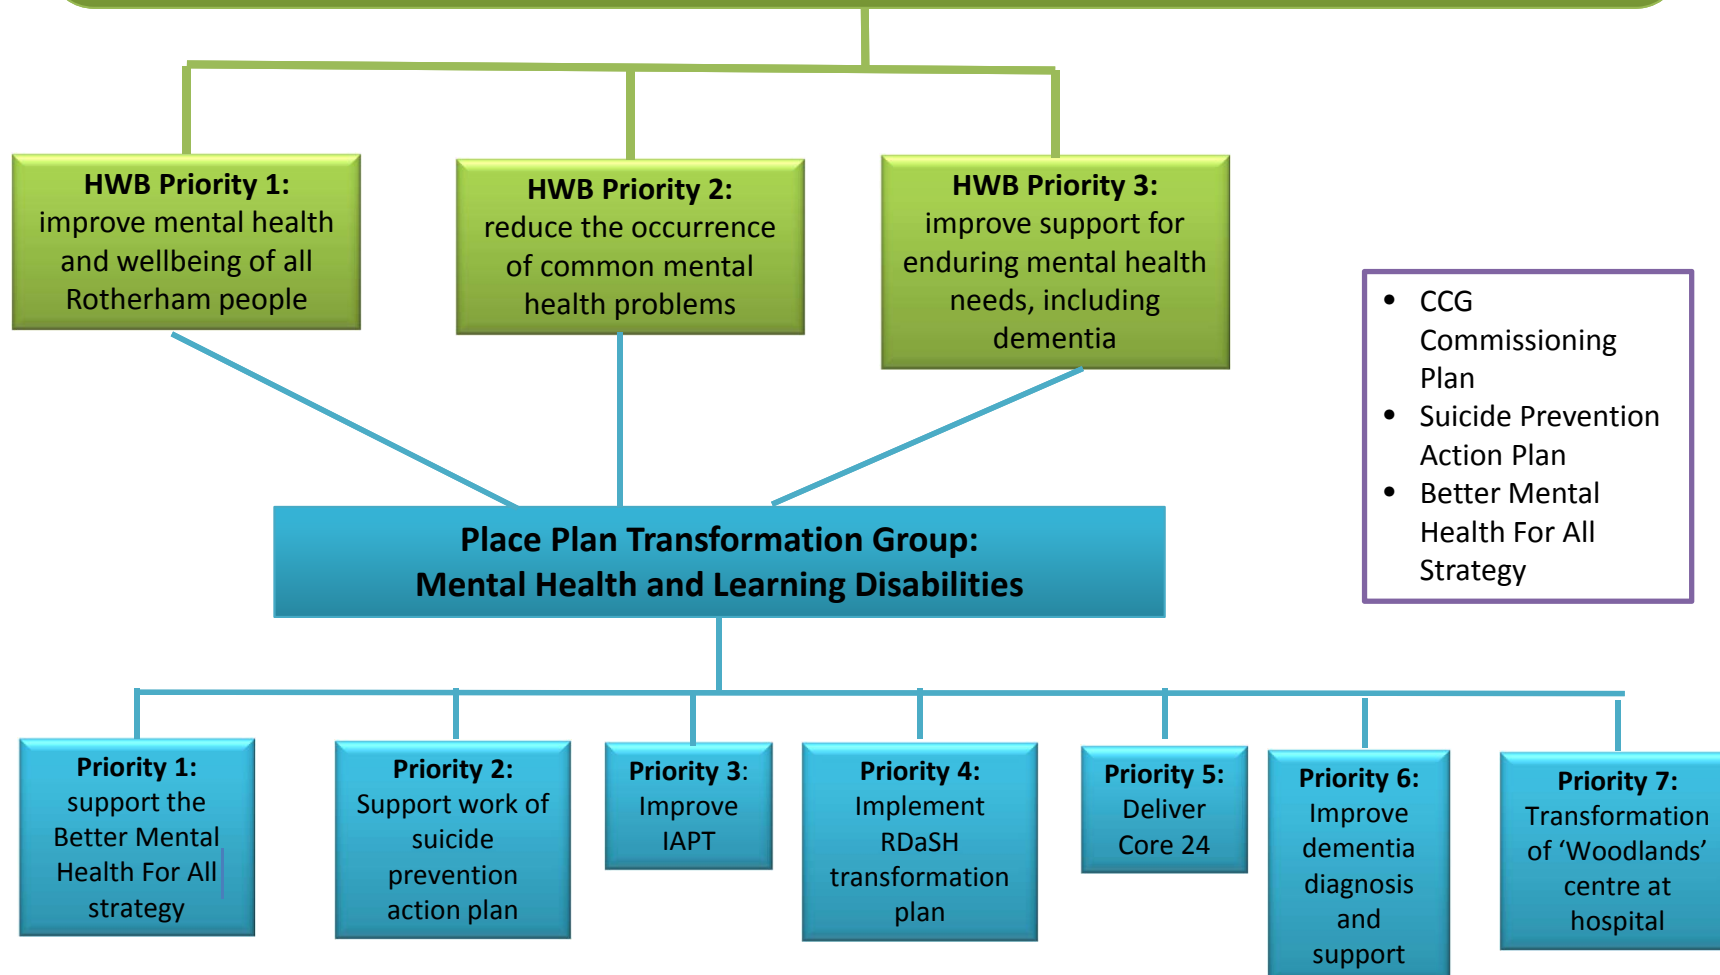 HWB Priority 1:
improve mental health
and wellbeing of all
Rotherham people
HWB Priority 2:
reduce the occurrence
of common mental
health problems
HWB Priority 3:
improve support for
enduring mental health
needs, including
dementia
• CCG
Commissioning
Plan
• Suicide Prevention
Action Plan
• Better Mental
Health For All
Strategy
Place Plan Transformation Group:
Mental Health and Learning Disabilities
Priority 1:
support the
Better Mental
Health For All
strategy
Priority 2:
Support work of
suicide
prevention
action plan
Priority 3:
Improve
IAPT
Priority 4:
Implement
RDaSH
transformation
plan
Priority 5:
Deliver
Core 24
Priority 6:
Improve
dementia
diagnosis
and
support
Priority 7:
Transformation
of ‘Woodlands’
centre at
hospital